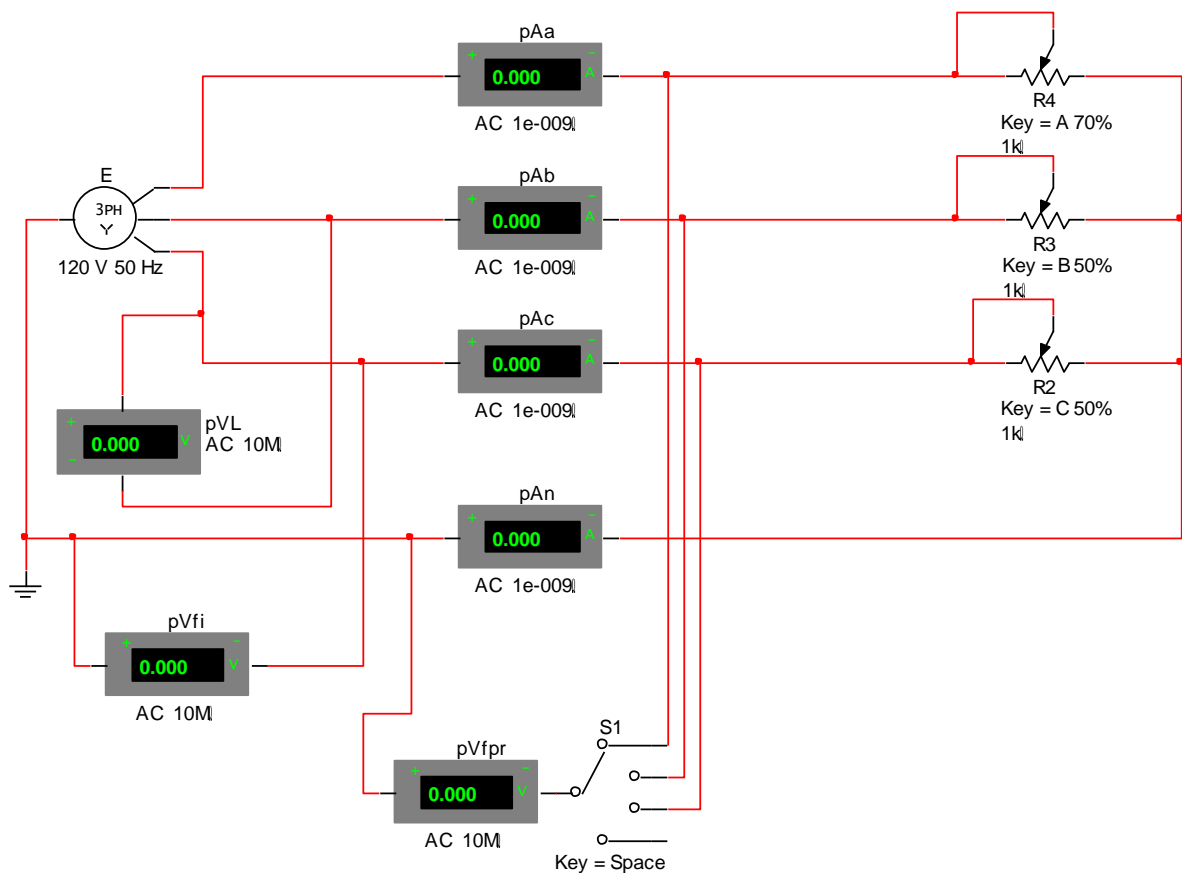 pAa
+
-
0.000
A
AC 1e-009Ω
R4
Key = A 70%
1kΩ
E
3PH
Y
120 V 50 Hz
pAb
+
-
0.000
A
AC 1e-009Ω
R3
Key = B 50%
1kΩ
pAc
+
-
0.000
A
AC 1e-009Ω
R2
Key = C 50%
1kΩ
pVL
AC 10MΩ
+
-
0.000
V
pAn
+
-
0.000
A
AC 1e-009Ω
pVfi
+
-
0.000
V
AC 10MΩ
S1
pVfpr
+
-
0.000
V
AC 10MΩ
Key = Space